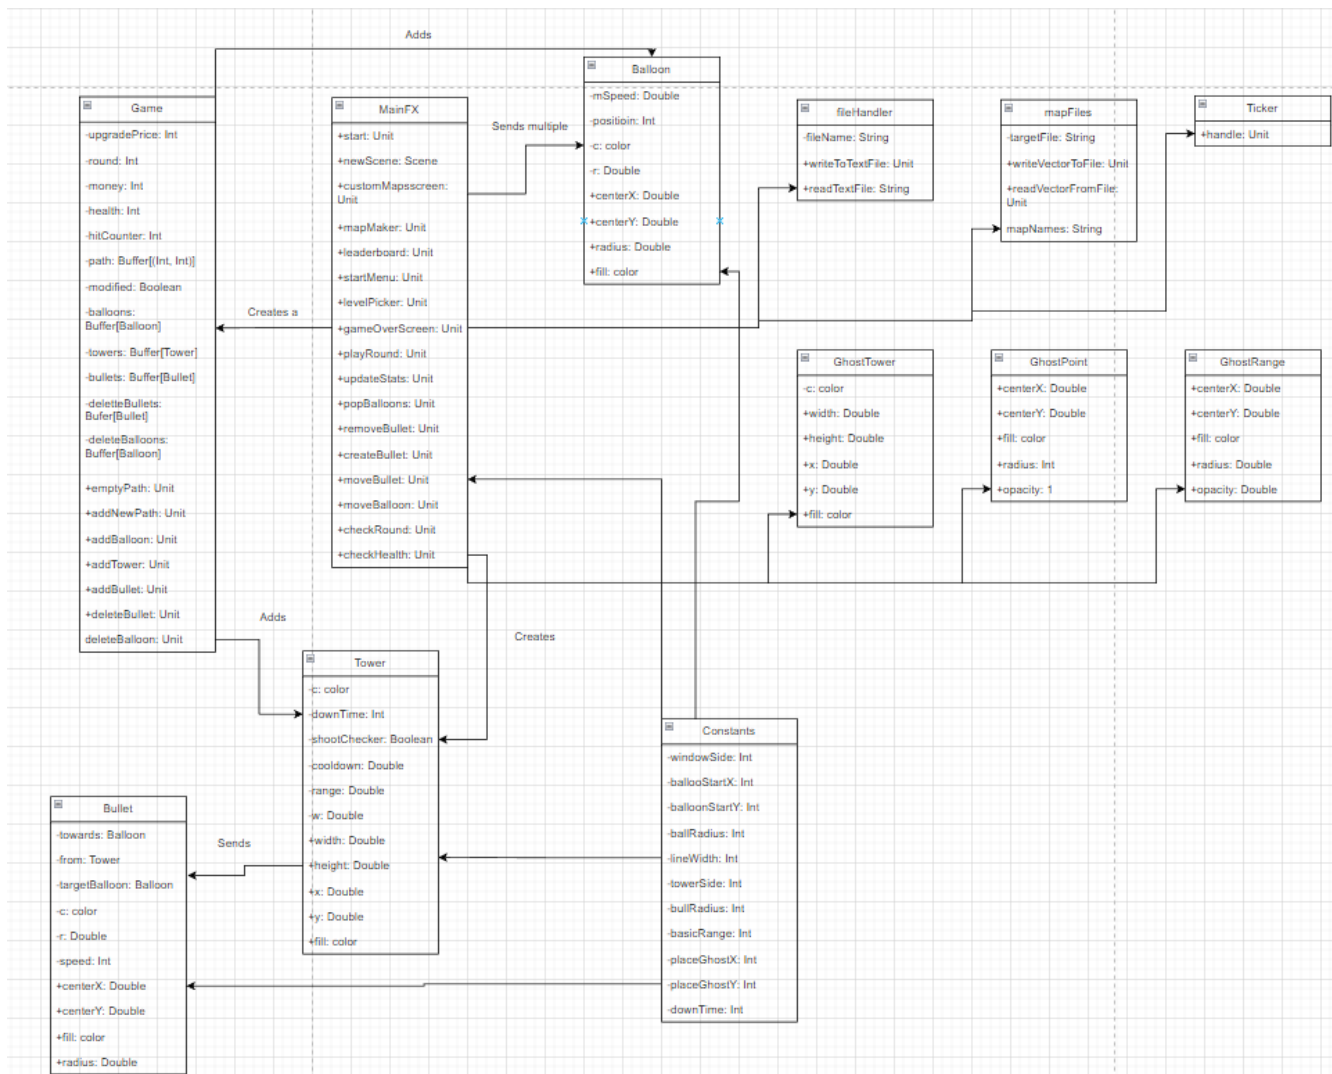 Adds
Game
-upgradePrice: Int
-round: Int
-money: Int
-health: Int
-hitCounter: Int
-path: Buffer[(Int, Int)]
-modified: Boolean
-balloons:
Buffer[Balloon]
-towers: Buffer[Tower]
-bullets: Buffer[Bullet]
-deletteBullets:
Bufer[Bullet]
-deleteBalloons:
Buffer[Balloon]
+emptyPath: Unit
+addNewPath: Unit
+addBalloon: Unit
+addTower: Unit
+addBullet: Unit
+deleteBullet: Unit
deleteBalloon: Unit
Creates a
MainFX
+start: Unit
+newScene: Scene
+customMapsscreen:
Unit
+mapMaker: Unit
+leaderboard: Unit
+startMenu: Unit
+levelPicker: Unit
+gameOverScreen: Unit
+playRound: Unit
+updateStats: Unit
+popBalloons: Unit
+removeBullet: Unit
+createBullet: Unit
+moveBullet: Unit
+moveBalloon: Unit
+checkRound: Unit
+checkHealth: Unit
Sends multiple
Balloon
-mSpeed: Double
-positioin: Int
-c: color
-r: Double
+centerX: Double
+centerY: Double
+radius: Double
+fill: color
fileHandler
-fileName: String
+writeToTextFile: Unit
+readTextFile: String
mapFiles
-targetFile: String
+writeVectorToFile: Unit
+readVectorFromFile:
Unit
mapNames: String
Ticker
+handle: Unit
GhostTower
-c: color
+width: Double
+height: Double
+x: Double
+y: Double
+fill: color
GhostPoint
+centerX: Double
+centerY: Double
+fill: color
+radius: Int
+opacity: 1
GhostRange
+centerX: Double
+centerY: Double
+fill: color
+radius: Double
+opacity: Double
Adds
Creates
Tower
-c: color
-downTime: Int
-shootChecker: Boolean
-cooldown: Double
-range: Double
-w: Double
+width: Double
+height: Double
+x: Double
+y: Double
+fill: color
Sends
Bullet
-towards: Balloon
-from: Tower
-targetBalloon: Balloon
-c: color
-r: Double
-speed: Int
+centerX: Double
+centerY: Double
+fill: color
+radius: Double
Constants
-windowSide: Int
-ballooStartX: Int
-balloonStartY: Int
-ballRadius: Int
-lineWidth: Int
-towerSide: Int
-bullRadius: Int
-basicRange: Int
-placeGhostX: Int
-placeGhostY: Int
-downTime: Int